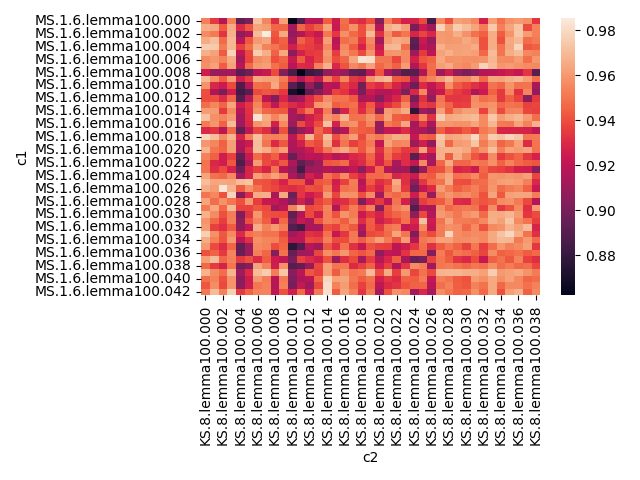 MS.1.6.lemma100.000
MS.1.6.lemma100.002
MS.1.6.lemma100.004
MS.1.6.lemma100.006
MS.1.6.lemma100.008
MS.1.6.lemma100.010
MS.1.6.lemma100.012
MS.1.6.lemma100.014
MS.1.6.lemma100.016
MS.1.6.lemma100.018
MS.1.6.lemma100.020
MS.1.6.lemma100.022
MS.1.6.lemma100.024
MS.1.6.lemma100.026
MS.1.6.lemma100.028
MS.1.6.lemma100.030
MS.1.6.lemma100.032
MS.1.6.lemma100.034
MS.1.6.lemma100.036
MS.1.6.lemma100.038
MS.1.6.lemma100.040
MS.1.6.lemma100.042
c1
KS.8.lemma100.000
KS.8.lemma100.002
KS.8.lemma100.004
KS.8.lemma100.006
KS.8.lemma100.008
KS.8.lemma100.010
KS.8.lemma100.012
KS.8.lemma100.014
KS.8.lemma100.016
KS.8.lemma100.018
KS.8.lemma100.020
KS.8.lemma100.022
KS.8.lemma100.024
KS.8.lemma100.026
KS.8.lemma100.028
KS.8.lemma100.030
KS.8.lemma100.032
KS.8.lemma100.034
KS.8.lemma100.036
KS.8.lemma100.038
c2
0.98
0.96
0.94
0.92
0.90
0.88